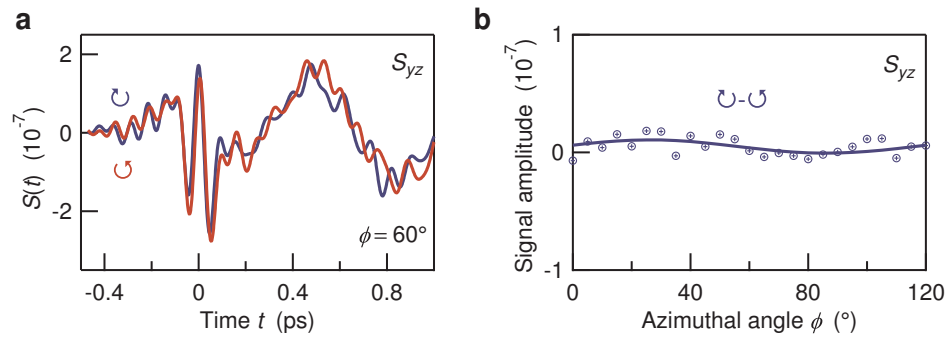 a
S(t) (10⁻⁷)
2
0
-2
S_yz
↻
↺
ϕ = 60°
-0.4
0
0.4
0.8
Time t (ps)
b
Signal amplitude (10⁻⁷)
1
0
-1
S_yz
↻-↺
0
40
80
120
Azimuthal angle ϕ (°)